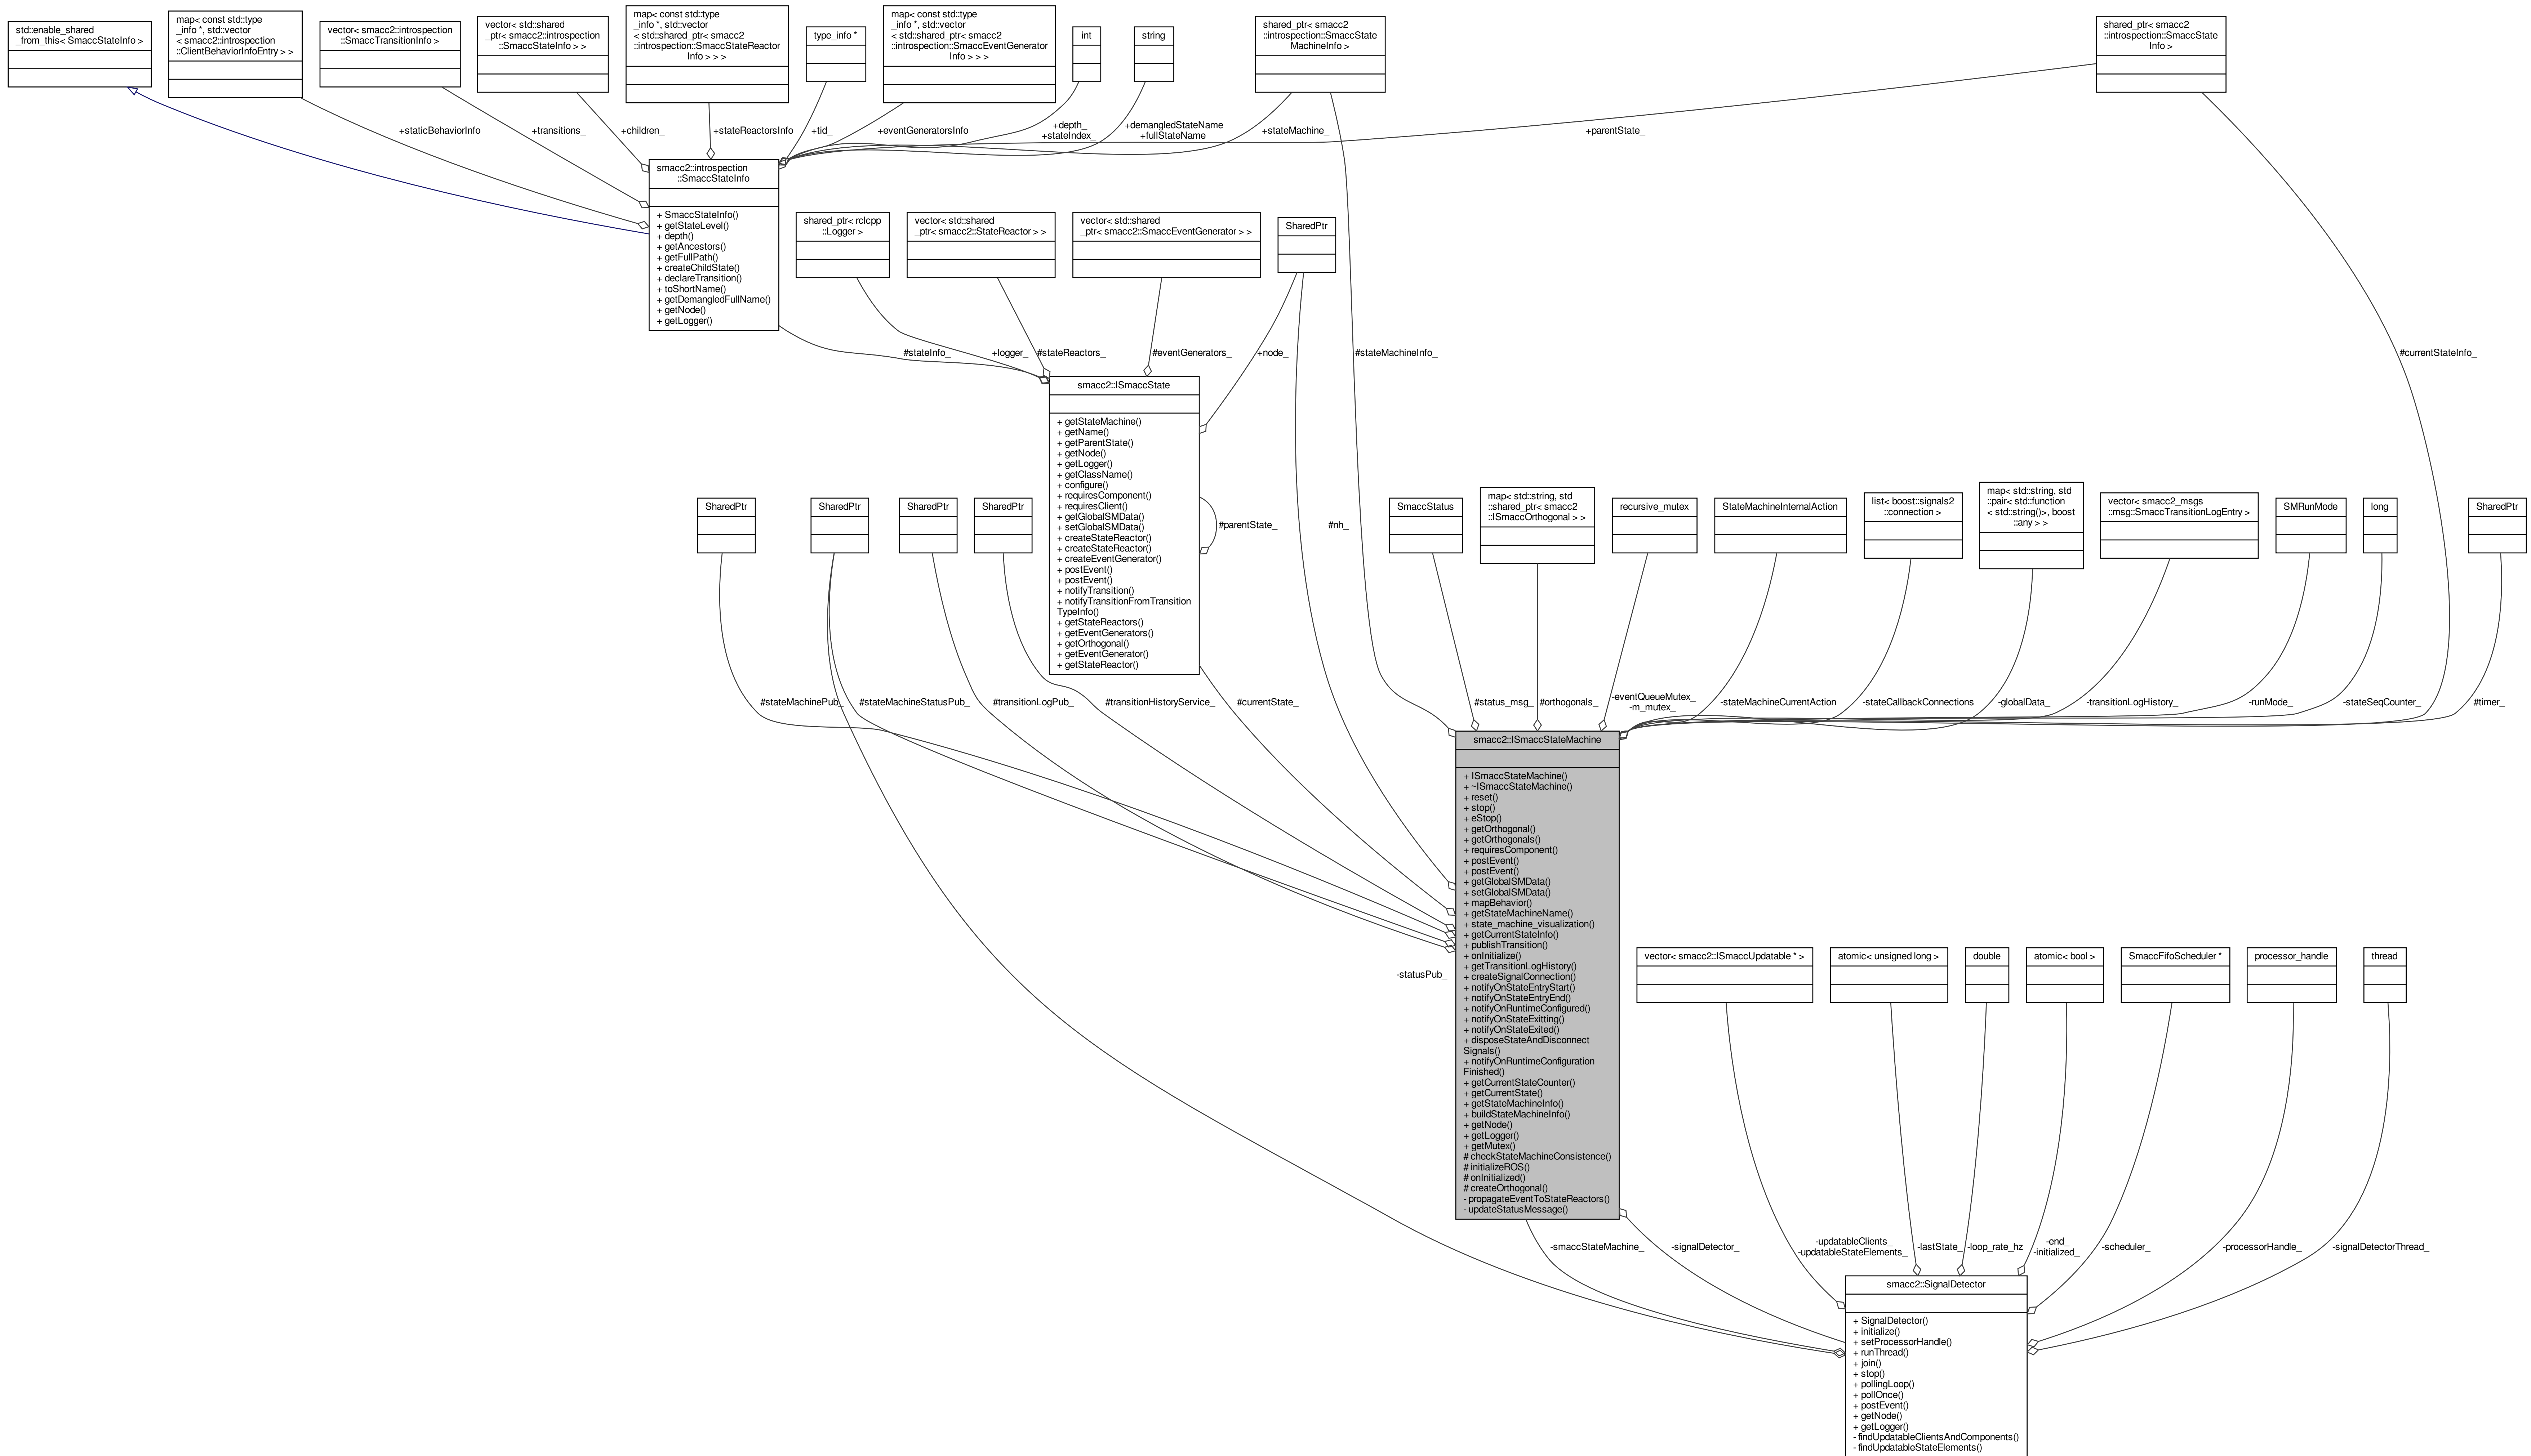 std::enable_shared
_from_this< SmaccStateInfo >
map< const std::type
_info *, std::vector
< smacc2::introspection
::ClientBehaviorInfoEntry > >
vector< smacc2::introspection
::SmaccTransitionInfo >
vector< std::shared
_ptr< smacc2::introspection
::SmaccStateInfo > >
map< const std::type
_info *, std::vector
< std::shared_ptr< smacc2
::introspection::SmaccStateReactor
Info > > >
type_info *
map< const std::type
_info *, std::vector
< std::shared_ptr< smacc2
::introspection::SmaccEventGenerator
Info > > >
int
string
shared_ptr< smacc2
::introspection::SmaccState
MachineInfo >
shared_ptr< smacc2
::introspection::SmaccState
Info >
+staticBehaviorInfo
+transitions_
+children_
+stateReactorsInfo
+tid_
+eventGeneratorsInfo
+depth_
+stateIndex_
+demangledStateName
+fullStateName
+stateMachine_
+parentState_
smacc2::introspection
::SmaccStateInfo
+ SmaccStateInfo()
+ getStateLevel()
+ depth()
+ getAncestors()
+ getFullPath()
+ createChildState()
+ declareTransition()
+ toShortName()
+ getDemangledFullName()
+ getNode()
+ getLogger()
shared_ptr< rclcpp
::Logger >
vector< std::shared
_ptr< smacc2::StateReactor > >
vector< std::shared
_ptr< smacc2::SmaccEventGenerator > >
SharedPtr
#stateInfo_
+logger_
#stateReactors_
#eventGenerators_
+node_
#stateMachineInfo_
#currentStateInfo_
smacc2::ISmaccState
+ getStateMachine()
+ getName()
+ getParentState()
+ getNode()
+ getLogger()
+ getClassName()
+ configure()
+ requiresComponent()
+ requiresClient()
+ getGlobalSMData()
+ setGlobalSMData()
+ createStateReactor()
+ createStateReactor()
+ createEventGenerator()
+ postEvent()
+ postEvent()
+ notifyTransition()
+ notifyTransitionFromTransition
TypeInfo()
+ getStateReactors()
+ getEventGenerators()
+ getOrthogonal()
+ getEventGenerator()
+ getStateReactor()
#parentState_
#nh_
SharedPtr
SharedPtr
SharedPtr
SharedPtr
SmaccStatus
map< std::string, std
::shared_ptr< smacc2
::ISmaccOrthogonal > >
recursive_mutex
StateMachineInternalAction
list< boost::signals2
::connection >
map< std::string, std
::pair< std::function
< std::string()>, boost
::any > >
vector< smacc2_msgs
::msg::SmaccTransitionLogEntry >
SMRunMode
long
SharedPtr
#stateMachinePub_
#stateMachineStatusPub_
#transitionLogPub_
#transitionHistoryService_
#currentState_
#status_msg_
#orthogonals_
-eventQueueMutex_
-m_mutex_
-stateMachineCurrentAction
-stateCallbackConnections
-globalData_
-transitionLogHistory_
-runMode_
-stateSeqCounter_
#timer_
smacc2::ISmaccStateMachine
+ ISmaccStateMachine()
+ ~ISmaccStateMachine()
+ reset()
+ stop()
+ eStop()
+ getOrthogonal()
+ getOrthogonals()
+ requiresComponent()
+ postEvent()
+ postEvent()
+ getGlobalSMData()
+ setGlobalSMData()
+ mapBehavior()
+ getStateMachineName()
+ state_machine_visualization()
+ getCurrentStateInfo()
+ publishTransition()
+ onInitialize()
+ getTransitionLogHistory()
+ createSignalConnection()
+ notifyOnStateEntryStart()
+ notifyOnStateEntryEnd()
+ notifyOnRuntimeConfigured()
+ notifyOnStateExitting()
+ notifyOnStateExited()
+ disposeStateAndDisconnect
Signals()
+ notifyOnRuntimeConfiguration
Finished()
+ getCurrentStateCounter()
+ getCurrentState()
+ getStateMachineInfo()
+ buildStateMachineInfo()
+ getNode()
+ getLogger()
+ getMutex()
# checkStateMachineConsistence()
# initializeROS()
# onInitialized()
# createOrthogonal()
- propagateEventToStateReactors()
- updateStatusMessage()
-statusPub_
vector< smacc2::ISmaccUpdatable * >
atomic< unsigned long >
double
atomic< bool >
SmaccFifoScheduler *
processor_handle
thread
-smaccStateMachine_
-signalDetector_
-updatableClients_
-updatableStateElements_
-lastState_
-loop_rate_hz
-end_
-initialized_
-scheduler_
-processorHandle_
-signalDetectorThread_
smacc2::SignalDetector
+ SignalDetector()
+ initialize()
+ setProcessorHandle()
+ runThread()
+ join()
+ stop()
+ pollingLoop()
+ pollOnce()
+ postEvent()
+ getNode()
+ getLogger()
- findUpdatableClientsAndComponents()
- findUpdatableStateElements()